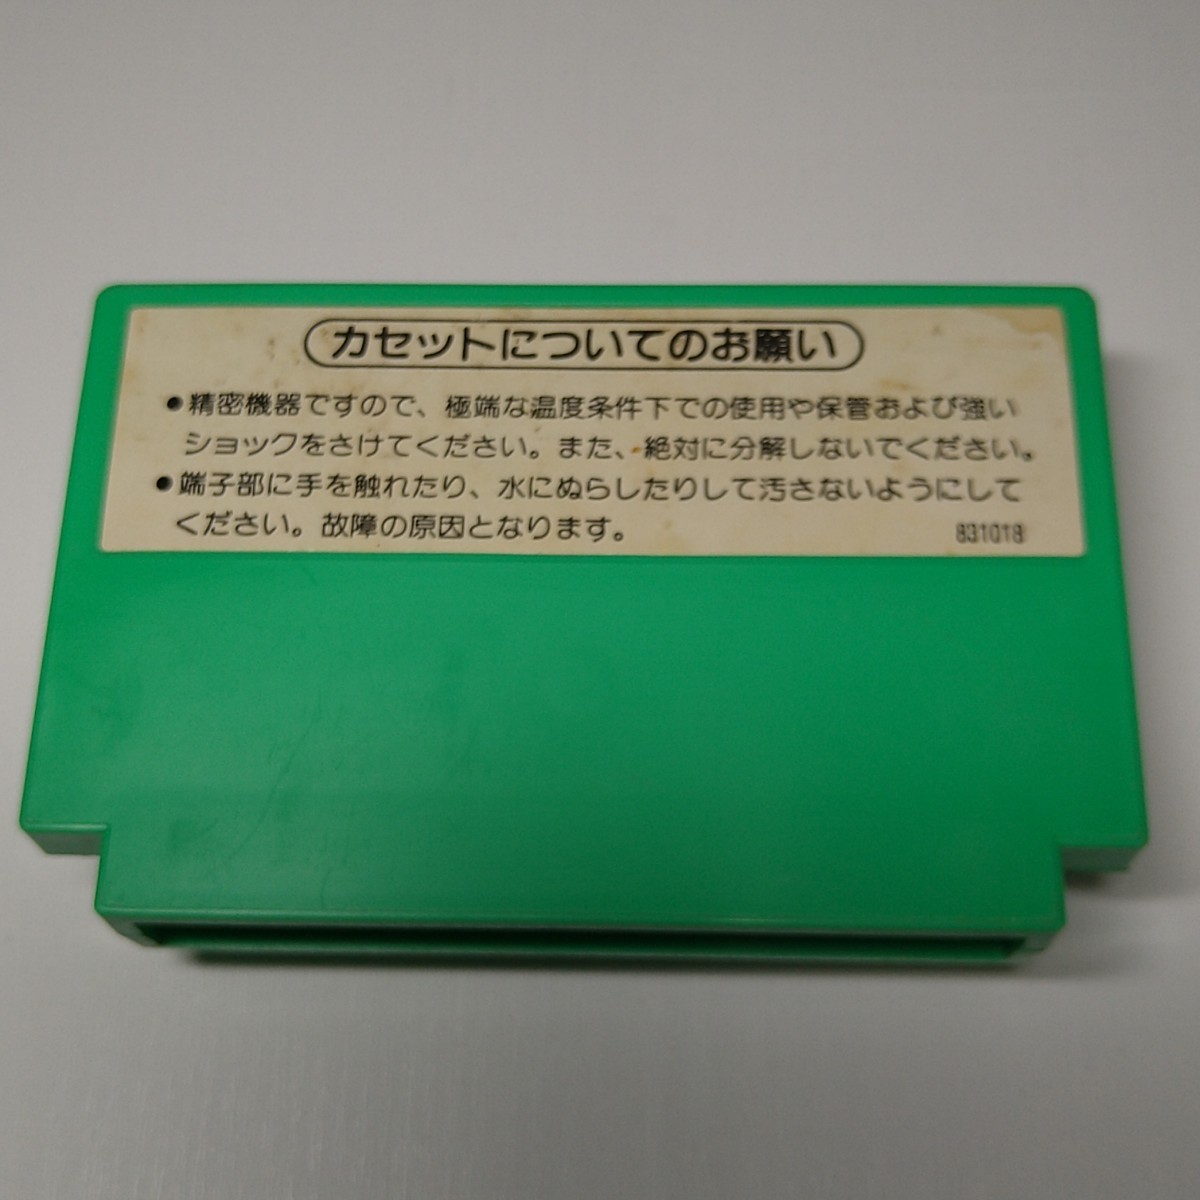 カセットについてのお願い
●精密機器ですので、極端な温度条件下での使用や保管および強い
ショックをさけてください。また、絶対に分解しないでください。
●端子部に手を触れたり、水にぬらしたりして汚さないようにして
ください。故障の原因となります。
831018